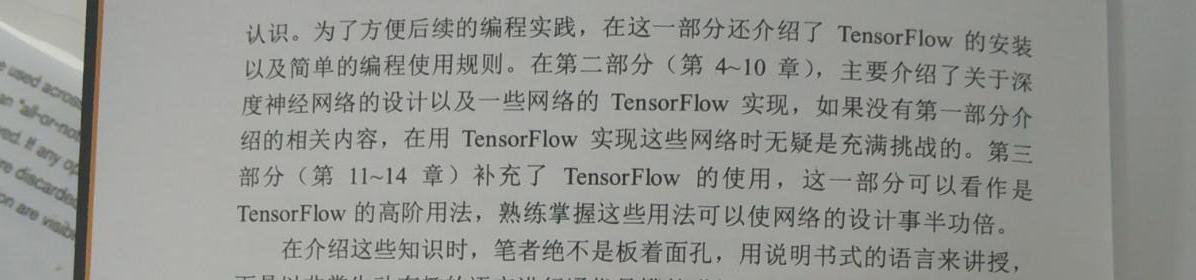 认识。为了方便后续的编程实践，在这一部分还介绍了 TensorFlow 的安装
以及简单的编程使用规则。在第二部分（第 4~10 章），主要介绍了关于深
度神经网络的设计以及一些网络的 TensorFlow 实现，如果没有第一部分介
绍的相关内容，在用 TensorFlow 实现这些网络时无疑是充满挑战的。第三
部分（第 11~14 章）补充了 TensorFlow 的使用，这一部分可以看作是
TensorFlow 的高阶用法，熟练掌握这些用法可以使网络的设计事半功倍。
在介绍这些知识时，笔者绝不是板着面孔，用说明书式的语言来讲授，